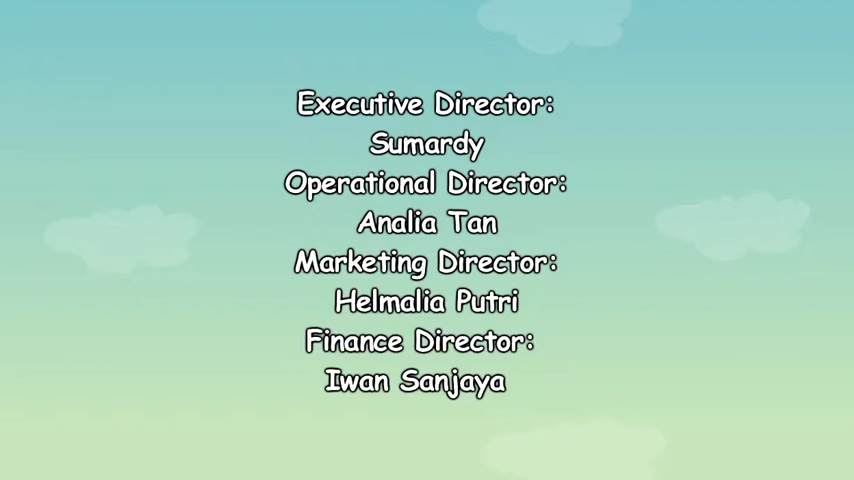 Executive Director:
Sumardy
Operational Director:
Analia Tan
Marketing Director:
Helmalia Putri
Finance Director:
Iwan Sanjaya